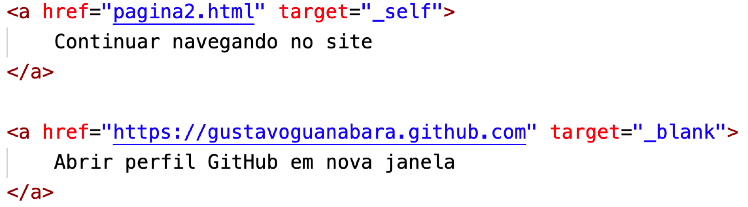 <a href="pagina2.html" target="_self">
Continuar navegando no site
</a>
<a href="https://gustavoguanabara.github.com" target="_blank">
Abrir perfil GitHub em nova janela
</a>